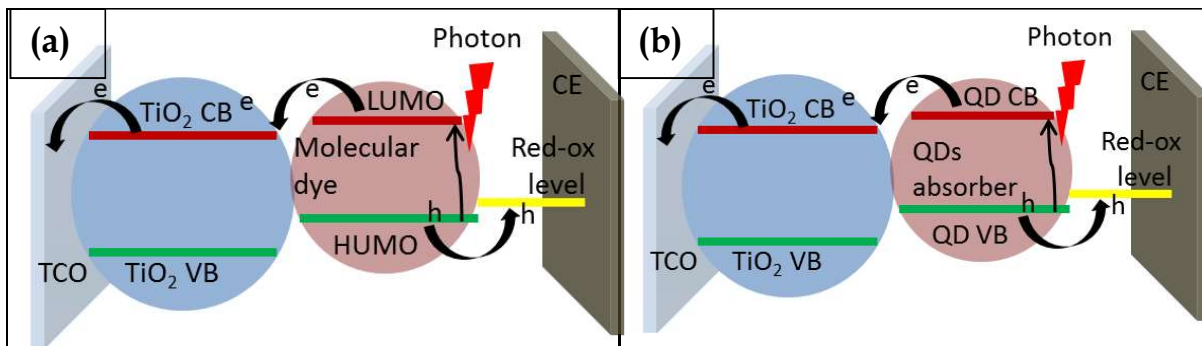 (a)
Photon
CE
e
TiO₂ CB e
e
LUMO
Molecular
dye
Red-ox
level
h
h
HUMO
TCO
TiO₂ VB
(b)
Photon
CE
e
TiO₂ CB e
e
QD CB
QDs
absorber
Red-ox
level
h
h
QD VB
TCO
TiO₂ VB